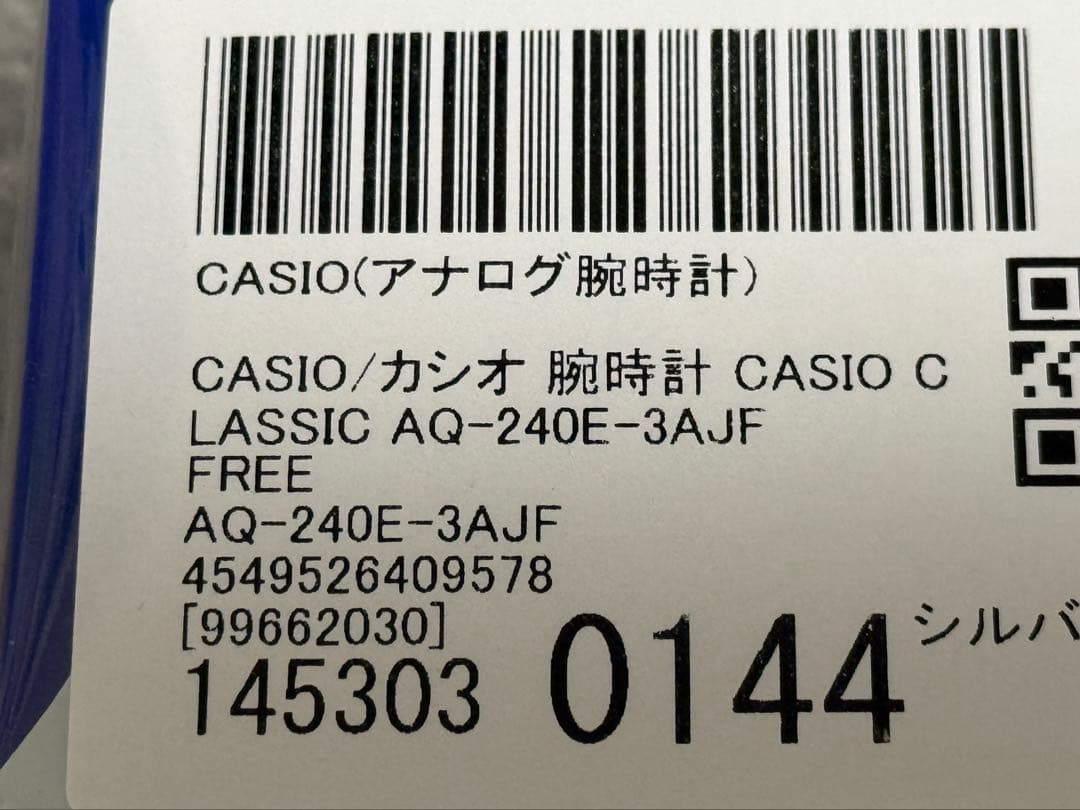 CASIO(アナログ腕時計)
CASIO/カシオ 腕時計 CASIO C
LASSIC AQ-240E-3AJF
FREE
AQ-240E-3AJF
4549526409578
[99662030]
145303 0144 シルバ